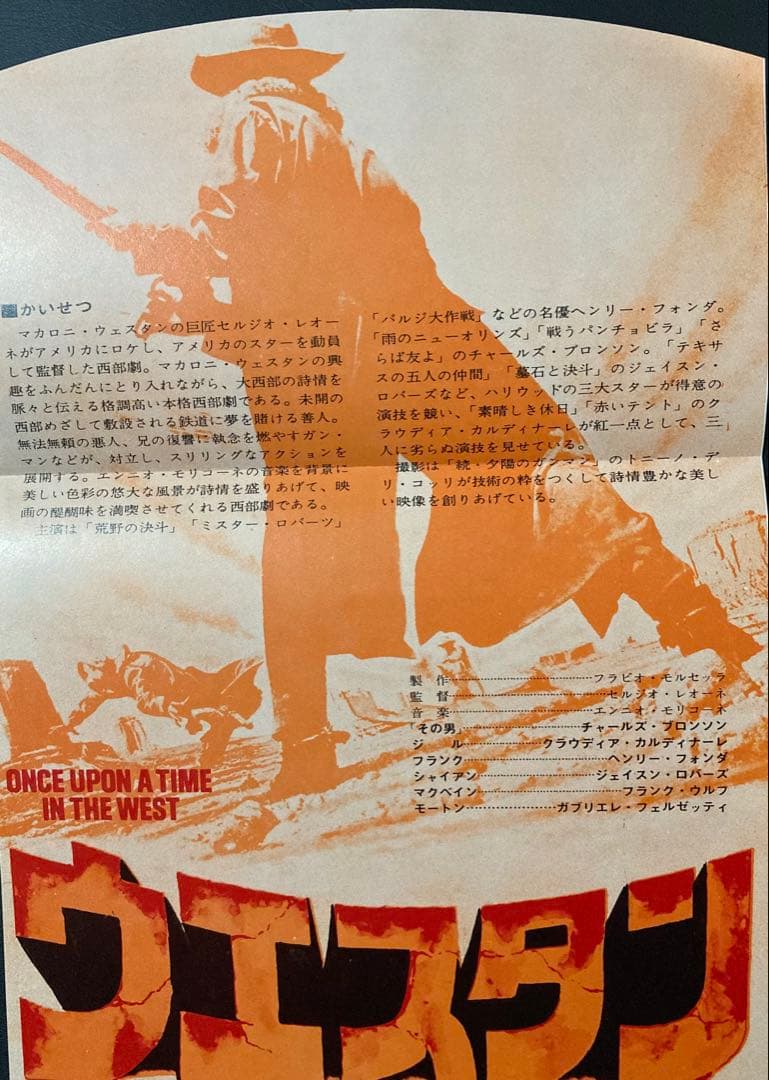 かいせつ
マカロニ・ウェスタンの巨匠セルジオ・レオー
ネがアメリカにロケし、アメリカのスターを動員
して監督した西部劇。マカロニ・ウェスタンの興
趣をふんだんにとり入れながら、大西部の詩情を
脈々と伝える格調高い本格西部劇である。未開の
西部めざして敷設される鉄道に夢を賭ける善人。
無法無頼の悪人、兄の復讐に執念を燃やすガン・
マンなどが、対立し、スリリングなアクションを
展開する。エンニオ・モリコーネの音楽を背景に
美しい色彩の悠大な風景が詩情を盛りあげて、映
画の醍醐味を満喫させてくれる西部劇である。
主演は「荒野の決斗」「ミスター・ロバーツ」
「バルジ大作戦」などの名優ヘンリー・フォンダ。
「雨のニューオリンズ」「戦うパンチョビラ」「さ
らば友よ」のチャールズ・ブロンソン。「テキサ
スの五人の仲間」「墓石と決斗」のジェイスン・
ロバーズなど、ハリウッドの三大スターが得意の
演技を競い、「素晴しき休日」「赤いテント」のク
ラウディア・カルディナーレが紅一点として、三
人に劣らぬ演技を見せている。
撮影は「続・夕陽のガンマン」のトニーノ・デ
リ・コッリが技術の粋をつくして詩情豊かな美し
い映像を創りあげている。
製作……………フラビオ・モルセッラ
監督……………セルジオ・レオーネ
音楽……………エンニオ・モリコーネ
「その男」……………チャールズ・ブロンソン
ジル……………クラウディア・カルディナーレ
フランク……………ヘンリー・フォンダ
シャイアン……………ジェイスン・ロバーズ
マクベイン……………フランク・ウルフ
モートン……………ガブリエレ・フェルゼッティ
ONCE UPON A TIME
IN THE WEST
ウエスタン